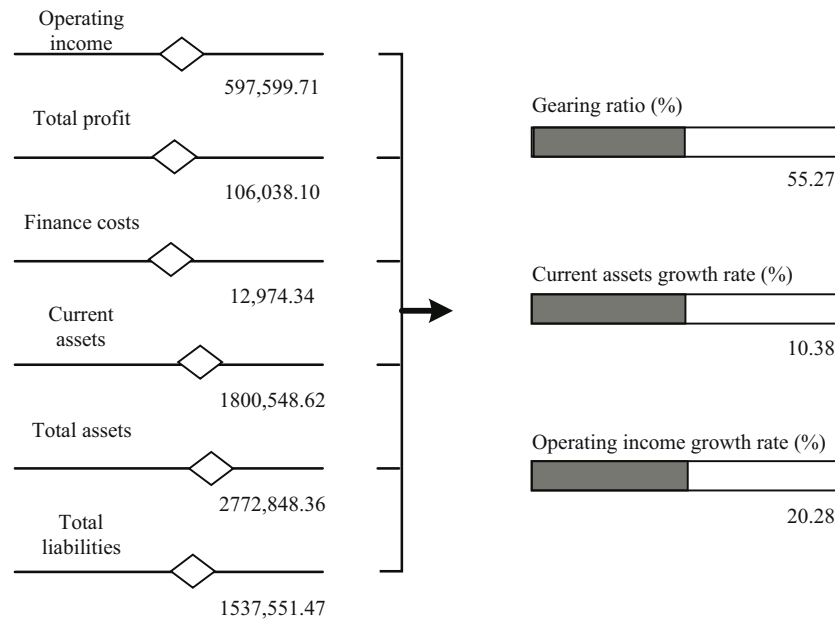 Operating
income
597,599.71
Total profit
106,038.10
Finance costs
12,974.34
Current
assets
1800,548.62
Total assets
2772,848.36
Total
liabilities
1537,551.47
Gearing ratio (%)
55.27
Current assets growth rate (%)
10.38
Operating income growth rate (%)
20.28